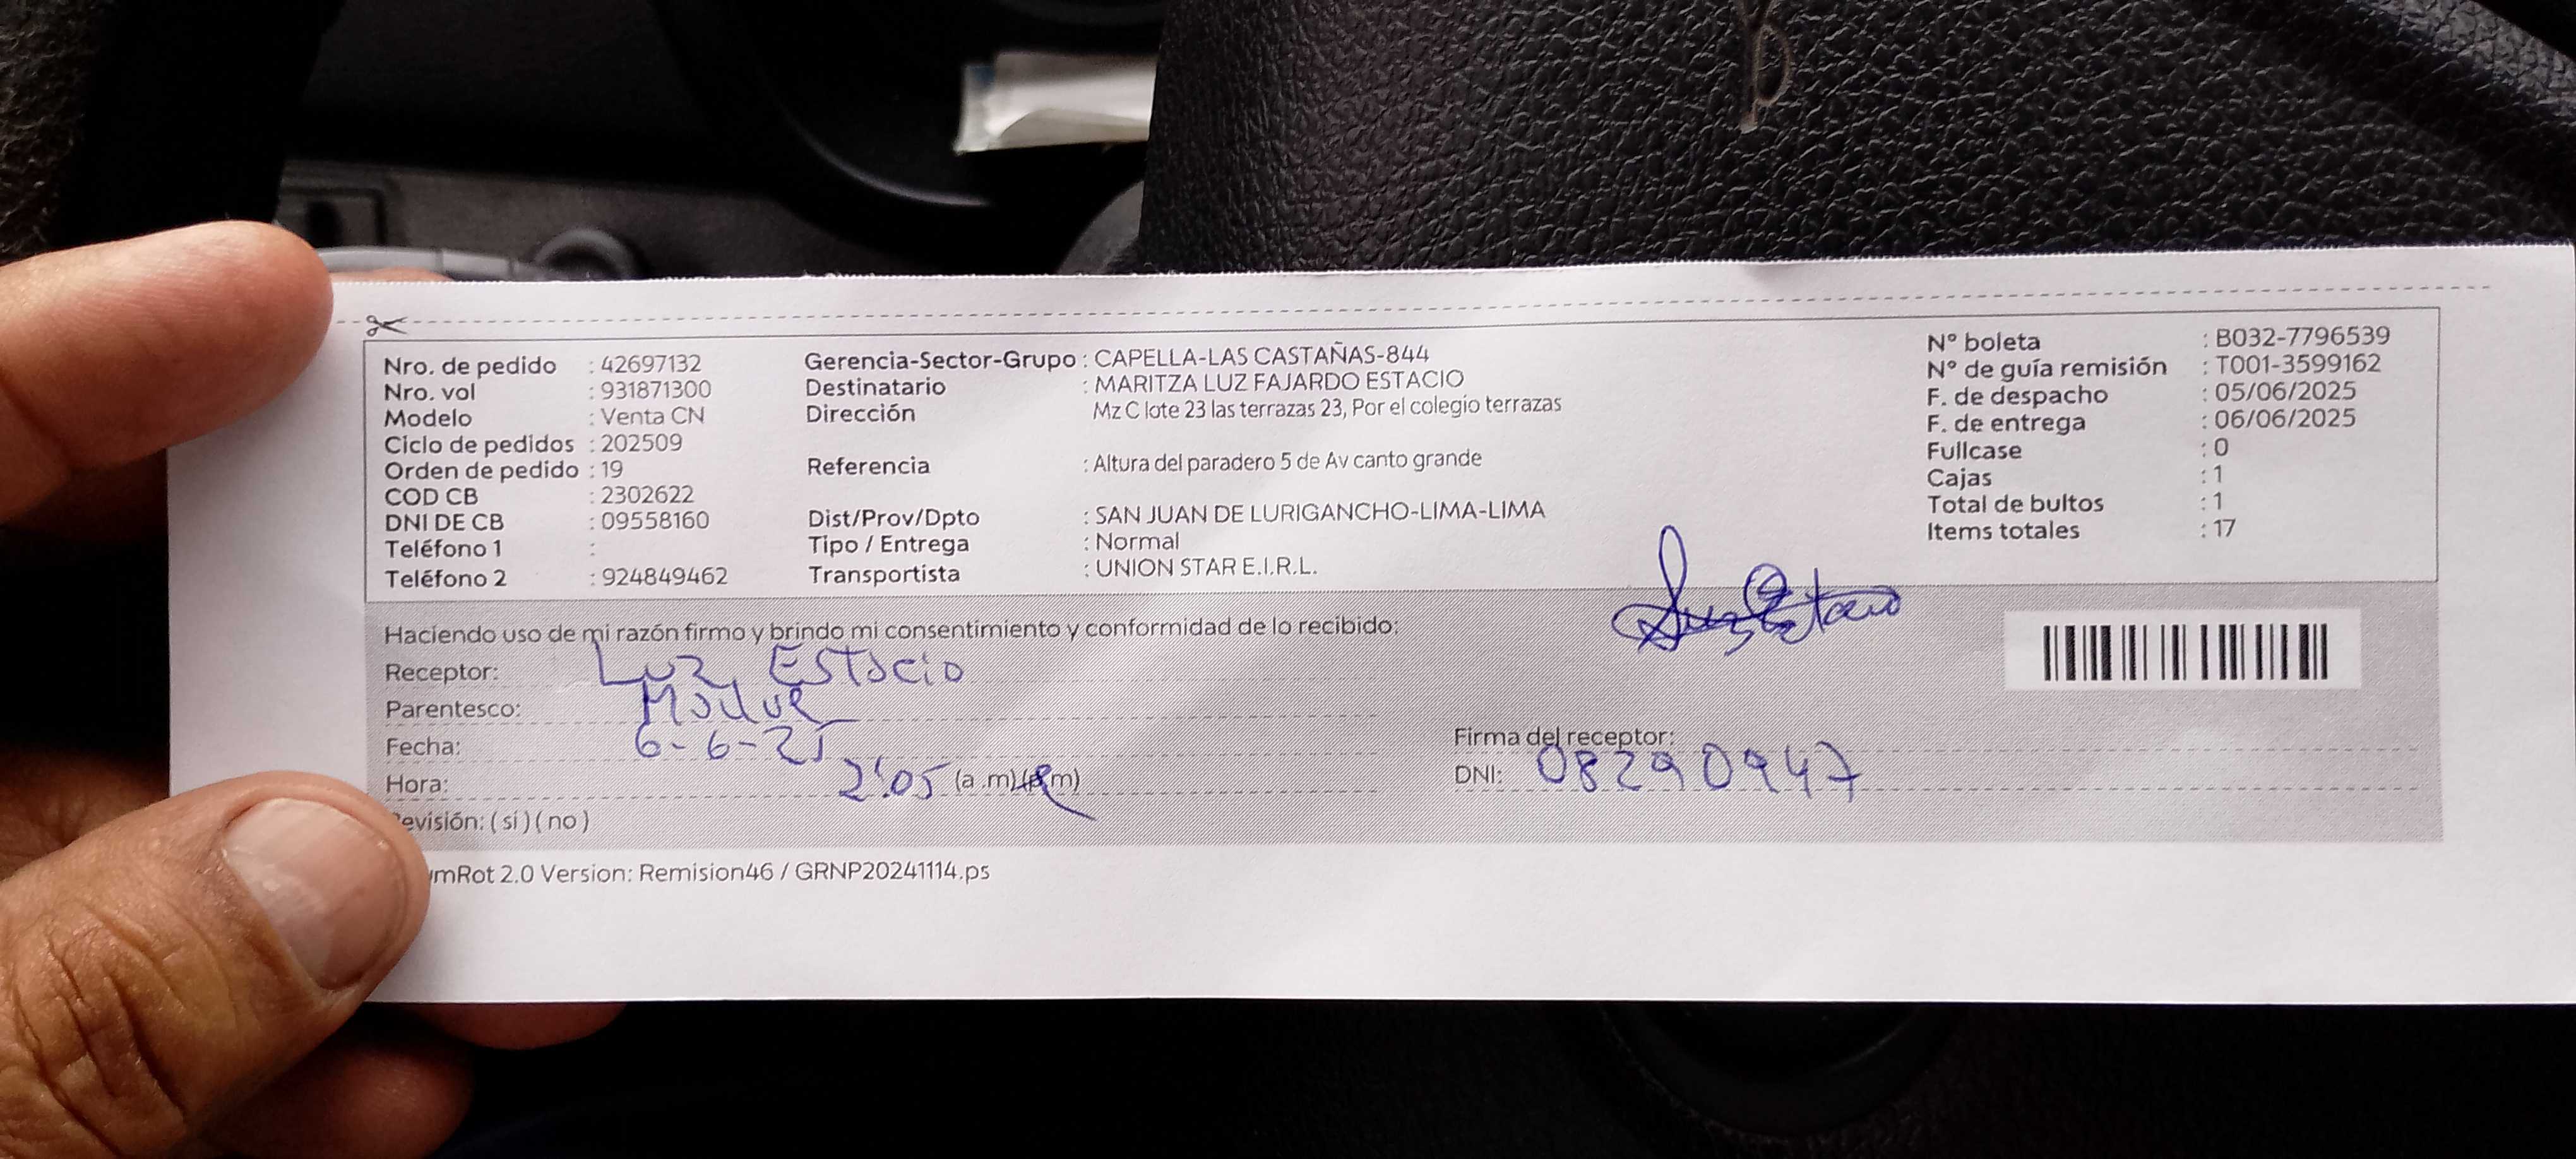 Nro. de pedido : 42697132
Nro. vol : 931871300
Modelo : Venta CN
Ciclo de pedidos : 202509
Orden de pedido : 19
COD CB : 2302622
DNI DE CB : 09558160
Teléfono 1 :
Teléfono 2 : 924849462
Gerencia-Sector-Grupo : CAPELLA-LAS CASTAÑAS-844
Destinatario : MARITZA LUZ FAJARDO ESTACIO
Dirección Mz C lote 23 las terrazas 23, Por el colegio terrazas
Referencia : Altura del paradero 5 de Av canto grande
Dist/Prov/Dpto : SAN JUAN DE LURIGANCHO-LIMA-LIMA
Tipo / Entrega : Normal
Transportista : UNION STAR E.I.R.L.
N° boleta : B032-7796539
N° de guía remisión : T001-3599162
F. de despacho : 05/06/2025
F. de entrega : 06/06/2025
Fullcase : 0
Cajas : 1
Total de bultos : 1
Items totales : 17
Haciendo uso de mi razón firmo y brindo mi consentimiento y conformidad de lo recibido:
Receptor: Luz Estacio
Parentesco: Madre
Fecha: 6-6-25
Hora: 2:05 (a .m) (p.m)
evisión: ( si ) ( no )
Firma del receptor:
DNI: 08290947
mRot 2.0 Version: Remision46 / GRNP20241114.ps